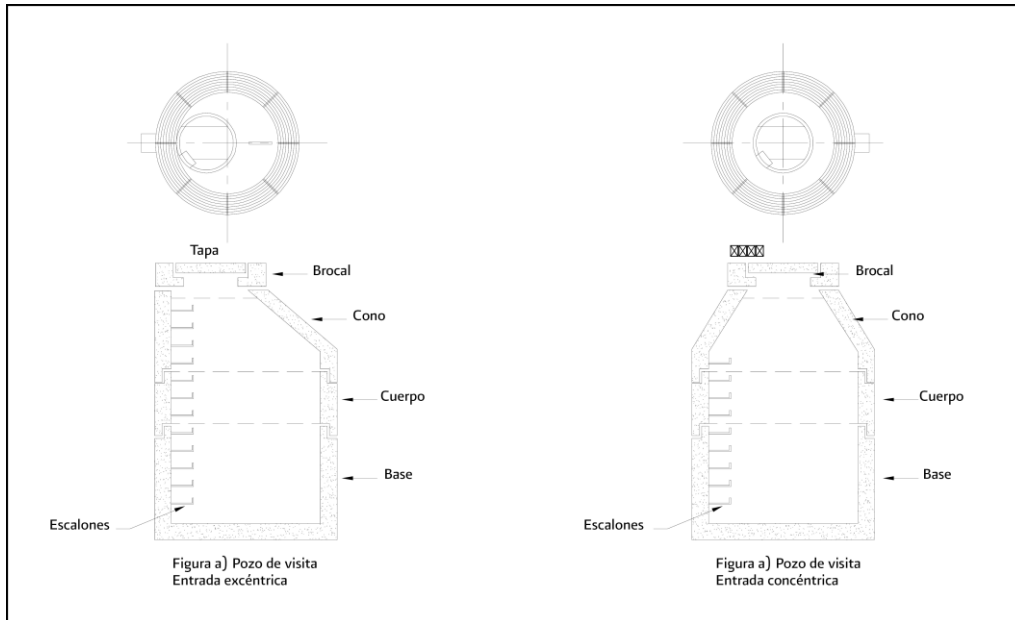 Tapa
Brocal
Cono
Cuerpo
Base
Escalones
Figura a) Pozo de visita
Entrada excéntrica
Brocal
Cono
Cuerpo
Base
Escalones
Figura a) Pozo de visita
Entrada concéntrica